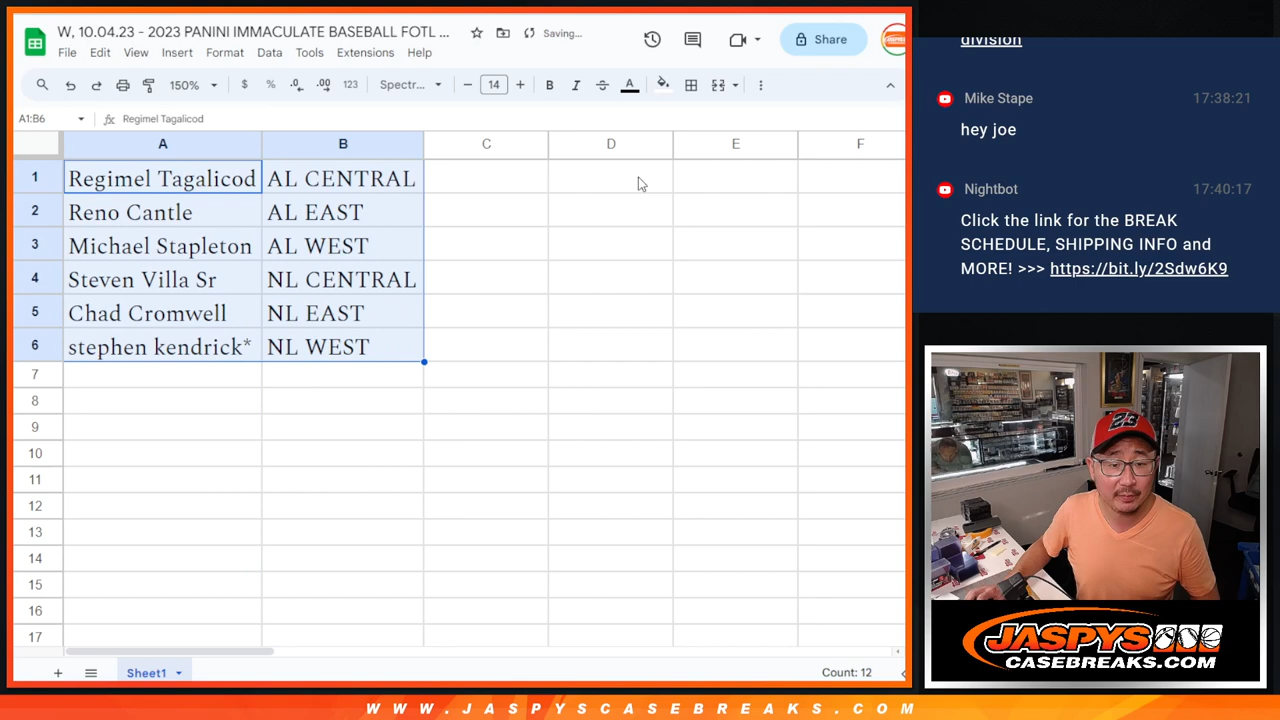 W, 10.04.23 - 2023 PANINI IMMACULATE BASEBALL FOTL ...
Saving...
Share
File Edit View Insert Format Data Tools Extensions Help
150% $ % .0 .00 123 Spectr... − 14 + B I A
A1:B6 fx Regimel Tagalicod
A B C D E F
1 Regimel Tagalicod AL CENTRAL
2 Reno Cantle AL EAST
3 Michael Stapleton AL WEST
4 Steven Villa Sr NL CENTRAL
5 Chad Cromwell NL EAST
6 stephen kendrick* NL WEST
7
8
9
10
11
12
13
14
15
16
17
+ Sheet1 Count: 12
division
Mike Stape 17:38:21
hey joe
Nightbot 17:40:17
Click the link for the BREAK
SCHEDULE, SHIPPING INFO and
MORE! >>> https://bit.ly/2Sdw6K9
23
JASPYS
CASEBREAKS.COM
WWW.JASPYSCASEBREAKS.COM